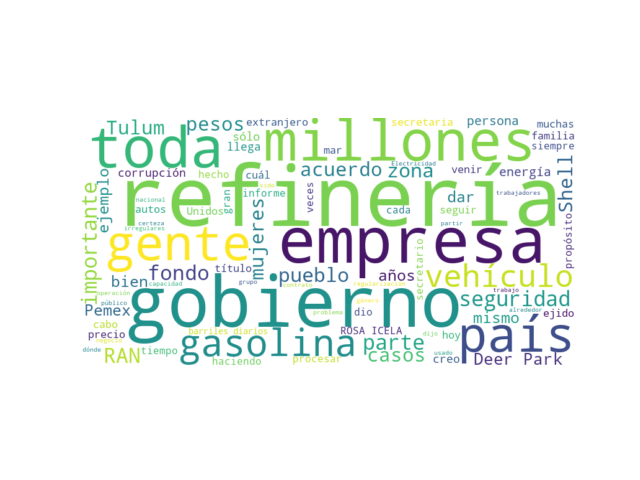 Tulum pesos extranjero secretaria persona muchas
toda millones sólo llega mar familia siempre
corrupción hecho cuál acuerdo zona Electricidad venir energía
refinería Shell propósito
importante ejemplo nacional autos Unidos gran informe veces cada dar seguir trabajadores
certeza irregulares mujeres partir
gente empresa
bien fondo título pueblo años secretario vehículo
capacidad grupo contrato regularización género trabajo
operación público gobierno seguridad
Pemex cabo dio problema mismo ejido alrededor
precio negocio barriles diarios ROSA ICELA hoy dijo país
dónde RAN tiempo gasolina parte
haciendo procesar casos creo usado Deer Park